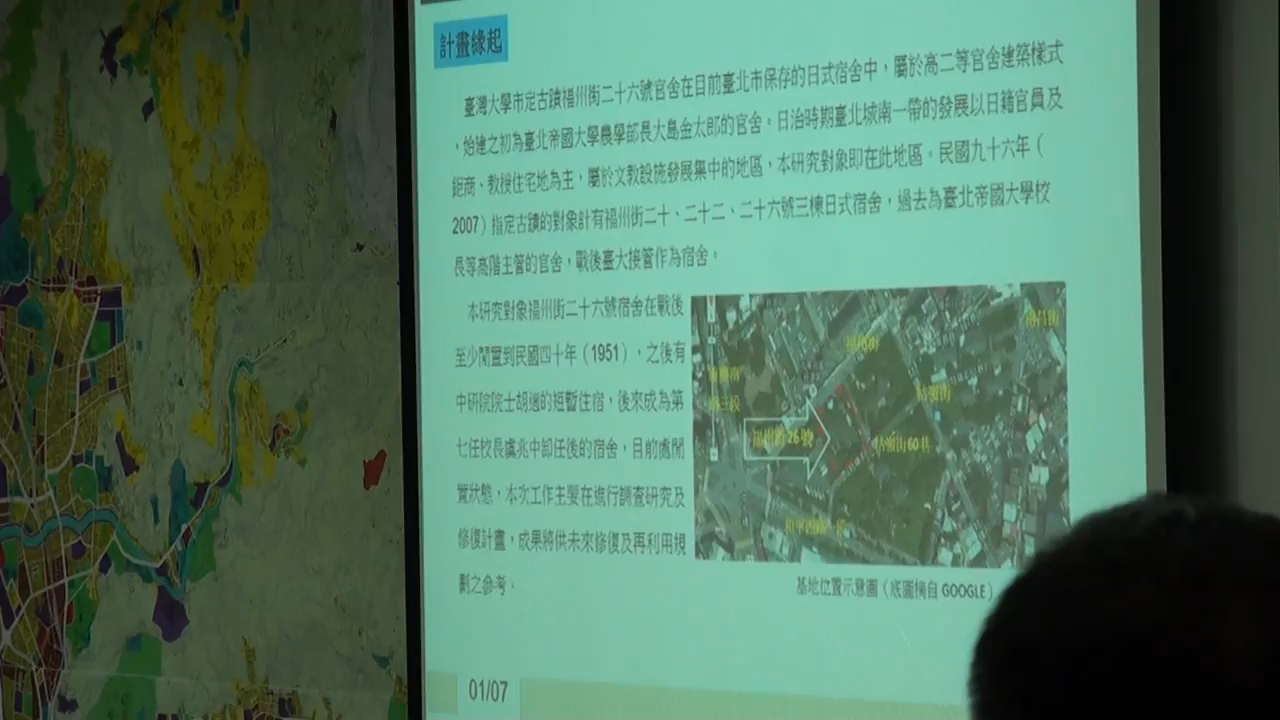 計畫緣起
臺灣大學市定古蹟福州街二十六號官舍在目前臺北市保存的日式宿舍中，屬於高二等官舍建築樣式
，始建之初為臺北帝國大學農學部長大島金太郎的官舍。日治時期臺北城南一帶的發展以日籍官員及
鉅商、教授住宅地為主，屬於文教設施發展集中的地區，本研究對象即在此地區。民國九十六年（
2007）指定古蹟的對象計有福州街二十、二十二、二十六號三棟日式宿舍，過去為臺北帝國大學校
長等高階主管的官舍，戰後臺大接管作為宿舍。
本研究對象福州街二十六號宿舍在戰後
至少閒置到民國四十年（1951），之後有
中研院院士胡適的短暫住宿，後來成為第
七任校長虞兆中卸任後的宿舍，目前處閒
置狀態，本次工作主要在進行調查研究及
修復計畫，成果將供未來修復及再利用規
劃之參考。
南昌街
福州街
牯嶺街
福州街26號
牯嶺街60巷
基地位置示意圖（底圖摘自 GOOGLE）
01/07